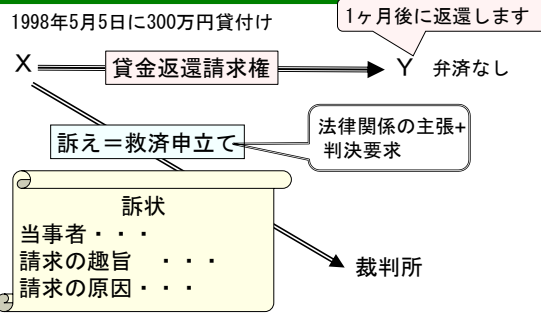 1998年5月5日に300万円貸付け
1ヶ月後に返還します
X
貸金返還請求権
Y 弁済なし
訴え＝救済申立て
法律関係の主張+
判決要求
訴状
当事者・・・
請求の趣旨 ・・・
請求の原因・・・
裁判所